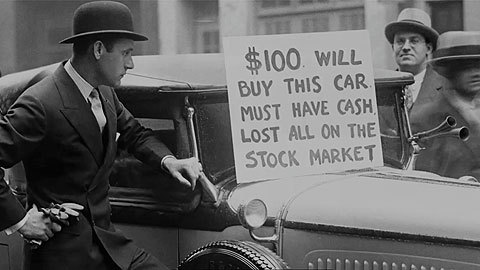 $100. WILL
BUY THIS CAR.
MUST HAVE CASH
LOST ALL ON THE
STOCK MARKET